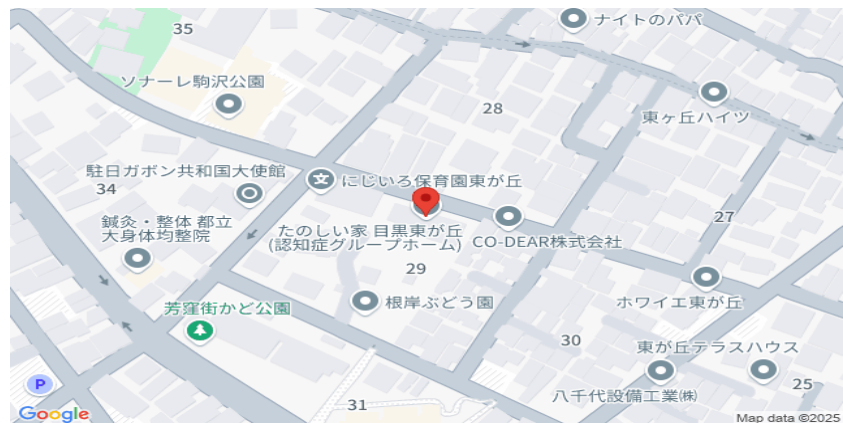 ナイトのパパ
35
ソナーレ駒沢公園
28
東ヶ丘ハイツ
駐日ガボン共和国大使館
にじいろ保育園東が丘
34
27
鍼灸・整体 都立
大身体均整院
たのしい家 目黒東が丘
(認知症グループホーム)
CO-DEAR株式会社
29
芳窪街かど公園
根岸ぶどう園
ホワイエ東が丘
30
東が丘テラスハウス
P
八千代設備工業㈱
25
31
Google
Map data ©2025